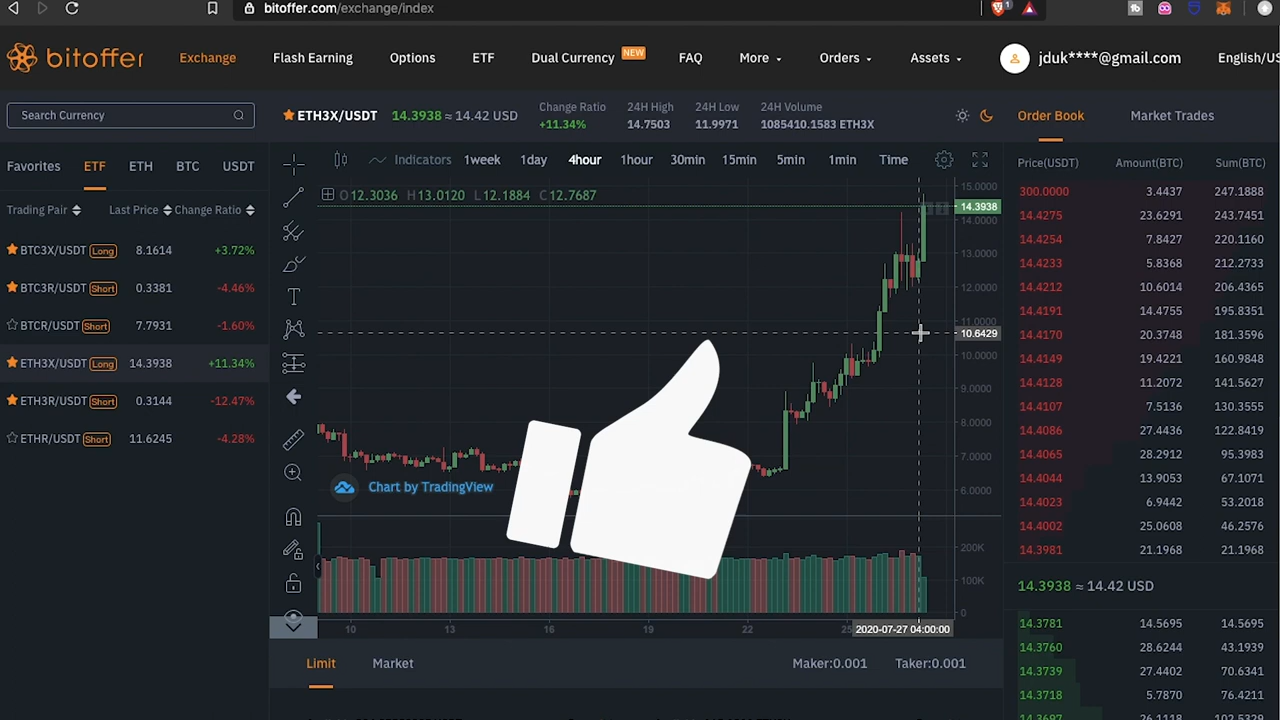 bitoffer.com/exchange/index
bitoffer Exchange Flash Earning Options ETF Dual Currency NEW FAQ More Orders Assets jduk****@gmail.com English/US
Search Currency
Favorites ETF ETH BTC USDT
Trading Pair Last Price Change Ratio
BTC3X/USDT Long 8.1614 +3.72%
BTC3R/USDT Short 0.3381 -4.46%
BTCR/USDT Short 7.7931 -1.60%
ETH3X/USDT Long 14.3938 +11.34%
ETH3R/USDT Short 0.3144 -12.47%
ETHR/USDT Short 11.6245 -4.28%
ETH3X/USDT 14.3938 ≈ 14.42 USD
Change Ratio 24H High 24H Low 24H Volume
+11.34% 14.7503 11.9971 1085410.1583 ETH3X
Indicators 1week 1day 4hour 1hour 30min 15min 5min 1min Time
O 12.3036 H 13.0120 L 12.1884 C 12.7687
15.0000
14.3938
14.0000
13.0000
12.0000
11.0000
10.6429
10.0000
9.0000
8.0000
7.0000
6.0000
Chart by TradingView
200K
100K
0
10 13 16 19 22 25 2020-07-27 04:00:00
Limit Market Maker:0.001 Taker:0.001
Order Book Market Trades
Price(USDT) Amount(BTC) Sum(BTC)
300.0000 3.4437 247.1888
14.4275 23.6291 243.7451
14.4254 7.8427 220.1160
14.4233 5.8368 212.2733
14.4212 10.6014 206.4365
14.4191 14.4755 195.8351
14.4170 20.3748 181.3596
14.4149 19.4221 160.9848
14.4128 11.2072 141.5627
14.4107 7.5136 130.3555
14.4086 27.4436 122.8419
14.4065 28.2912 95.3983
14.4044 13.9053 67.1071
14.4023 6.9442 53.2018
14.4002 25.0608 46.2576
14.3981 21.1968 21.1968
14.3938 ≈ 14.42 USD
14.3781 14.5695 14.5695
14.3760 28.6244 43.1939
14.3739 27.4402 70.6341
14.3718 5.7870 76.4211